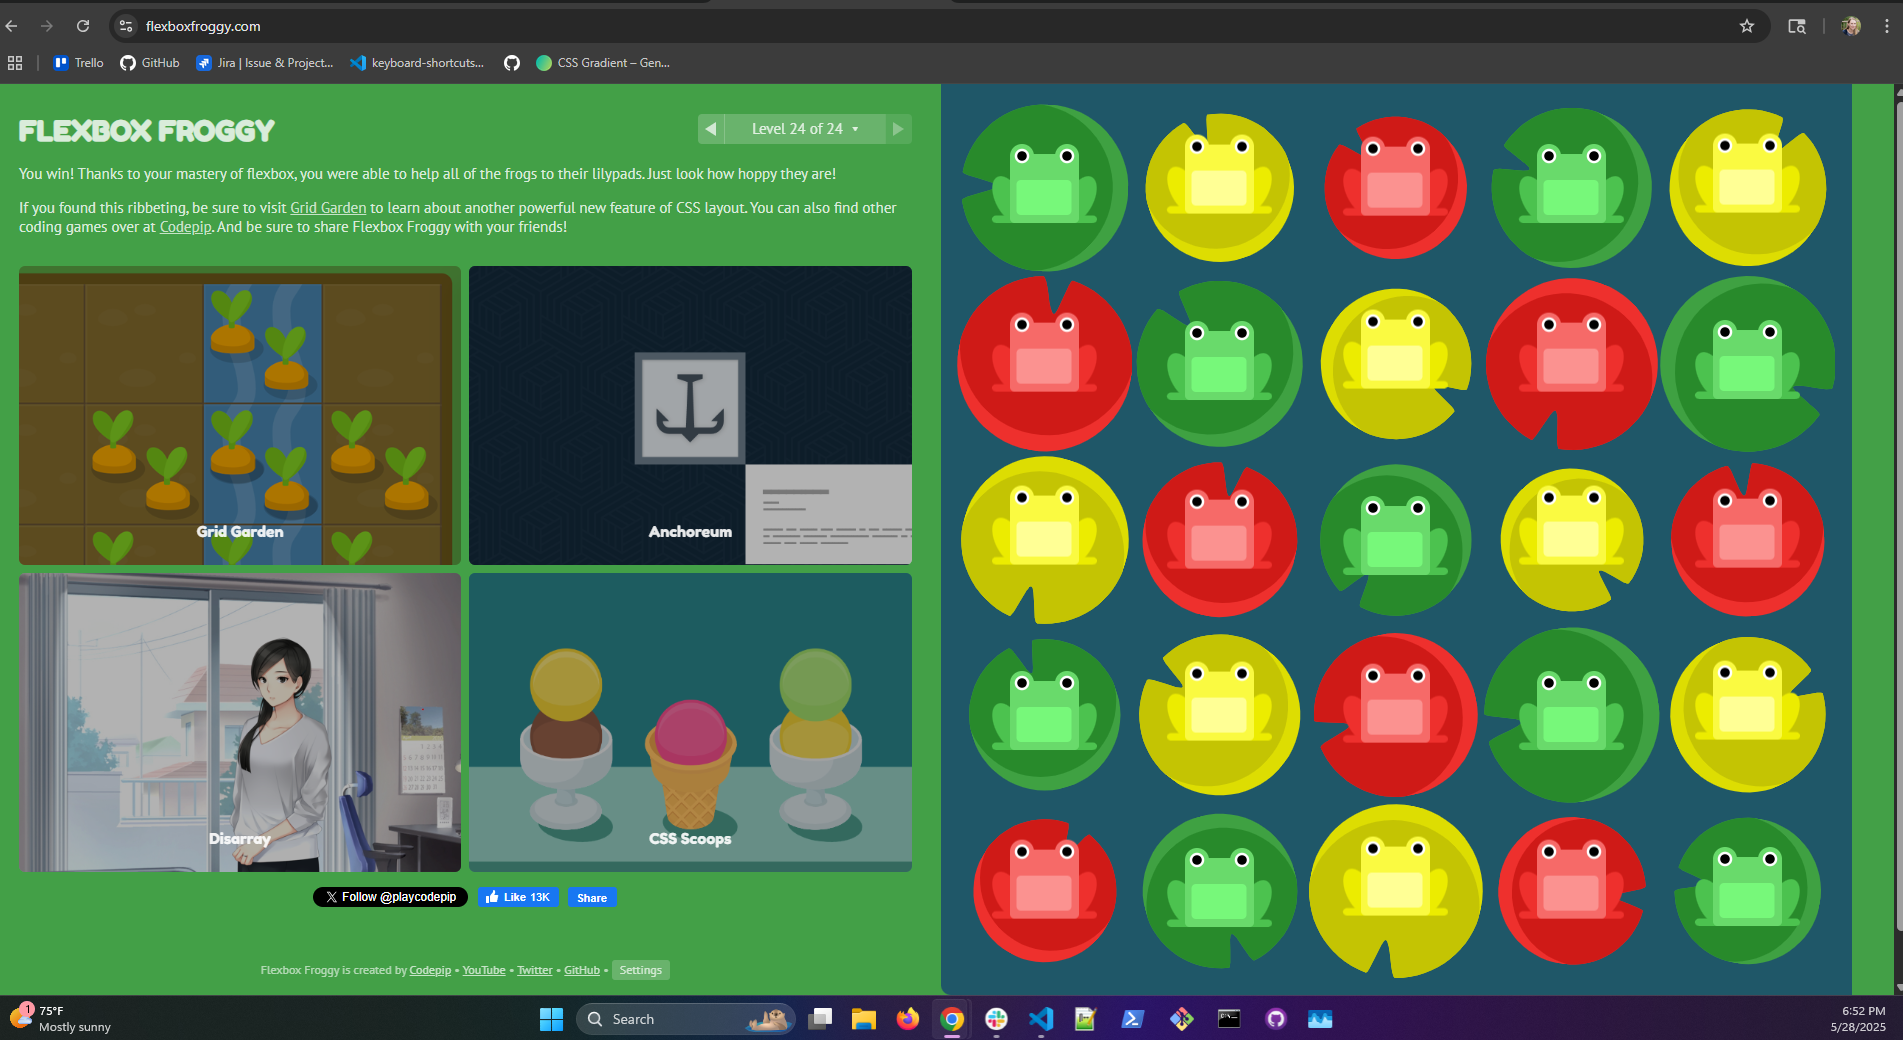 flexboxfroggy.com
Trello
GitHub
Jira | Issue & Project...
keyboard-shortcuts...
CSS Gradient – Gen...
FLEXBOX FROGGY
Level 24 of 24
You win! Thanks to your mastery of flexbox, you were able to help all of the frogs to their lilypads. Just look how hoppy they are!
If you found this ribbeting, be sure to visit Grid Garden to learn about another powerful new feature of CSS layout. You can also find other
coding games over at Codepip. And be sure to share Flexbox Froggy with your friends!
Grid Garden
Anchoreum
Disarray
CSS Scoops
Follow @playcodepip
Like 13K
Share
Flexbox Froggy is created by Codepip • YouTube • Twitter • GitHub • Settings
1
75°F
Mostly sunny
Search
6:52 PM
5/28/2025